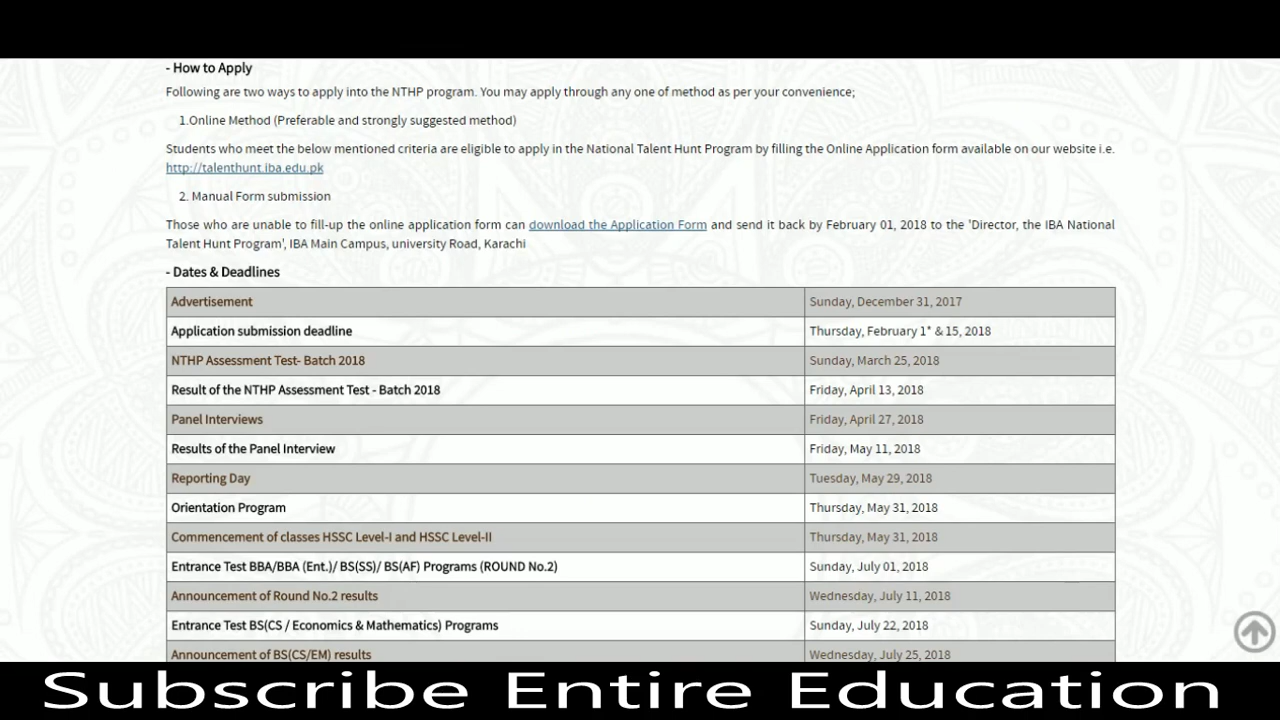 - How to Apply
Following are two ways to apply into the NTHP program. You may apply through any one of method as per your convenience;
1.Online Method (Preferable and strongly suggested method)
Students who meet the below mentioned criteria are eligible to apply in the National Talent Hunt Program by filling the Online Application form available on our website i.e.
http://talenthunt.iba.edu.pk
2. Manual Form submission
Those who are unable to fill-up the online application form can download the Application Form and send it back by February 01, 2018 to the 'Director, the IBA National
Talent Hunt Program', IBA Main Campus, university Road, Karachi
- Dates & Deadlines
Advertisement Sunday, December 31, 2017
Application submission deadline Thursday, February 1* & 15, 2018
NTHP Assessment Test- Batch 2018 Sunday, March 25, 2018
Result of the NTHP Assessment Test - Batch 2018 Friday, April 13, 2018
Panel Interviews Friday, April 27, 2018
Results of the Panel Interview Friday, May 11, 2018
Reporting Day Tuesday, May 29, 2018
Orientation Program Thursday, May 31, 2018
Commencement of classes HSSC Level-I and HSSC Level-II Thursday, May 31, 2018
Entrance Test BBA/BBA (Ent.)/ BS(SS)/ BS(AF) Programs (ROUND No.2) Sunday, July 01, 2018
Announcement of Round No.2 results Wednesday, July 11, 2018
Entrance Test BS(CS / Economics & Mathematics) Programs Sunday, July 22, 2018
Announcement of BS(CS/EM) results Wednesday, July 25, 2018
Subscribe Entire Education